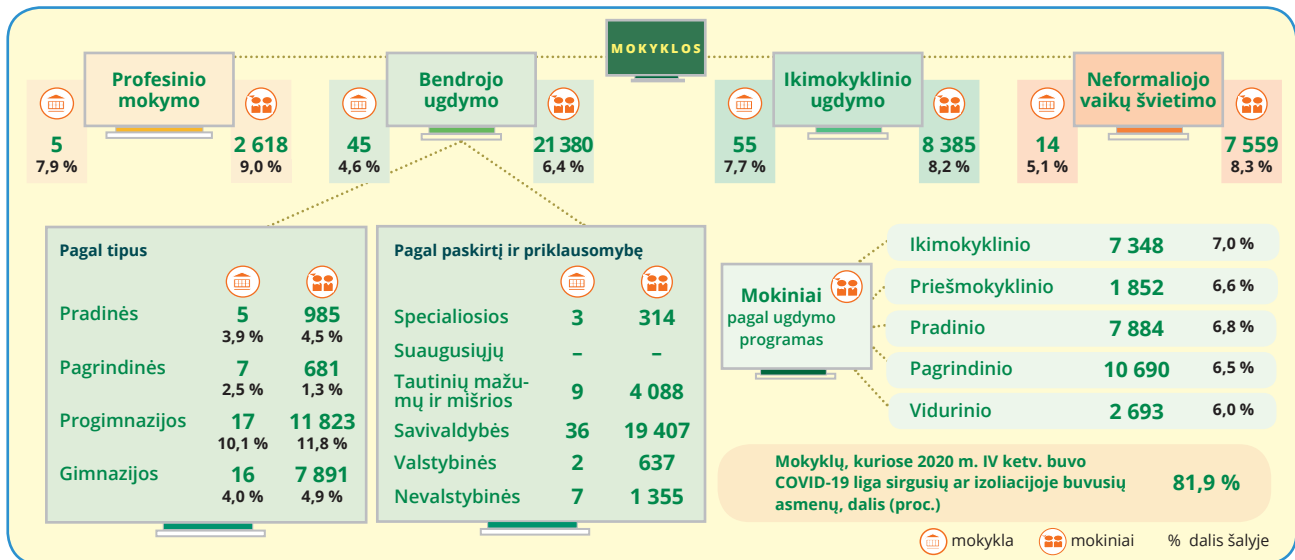 MOKYKLOS
Profesinio
mokymo
5
7,9 %
2 618
9,0 %
Bendrojo
ugdymo
45
4,6 %
21 380
6,4 %
Ikimokyklinio
ugdymo
55
7,7 %
8 385
8,2 %
Neformaliojo
vaikų švietimo
14
5,1 %
7 559
8,3 %
Pagal tipus
Pradinės 5 985
3,9 % 4,5 %
Pagrindinės 7 681
2,5 % 1,3 %
Progimnazijos 17 11 823
10,1 % 11,8 %
Gimnazijos 16 7 891
4,0 % 4,9 %
Pagal paskirtį ir priklausomybę
Specialiosios 3 314
Suaugusiųjų – –
Tautinių mažu-
mų ir mišrios 9 4 088
Savivaldybės 36 19 407
Valstybinės 2 637
Nevalstybinės 7 1 355
Mokiniai
pagal ugdymo
programas
Ikimokyklinio 7 348 7,0 %
Priešmokyklinio 1 852 6,6 %
Pradinio 7 884 6,8 %
Pagrindinio 10 690 6,5 %
Vidurinio 2 693 6,0 %
Mokyklų, kuriose 2020 m. IV ketv. buvo
COVID-19 liga sirgusių ar izoliacijoje buvusių
asmenų, dalis (proc.)
81,9 %
mokykla mokiniai % dalis šalyje